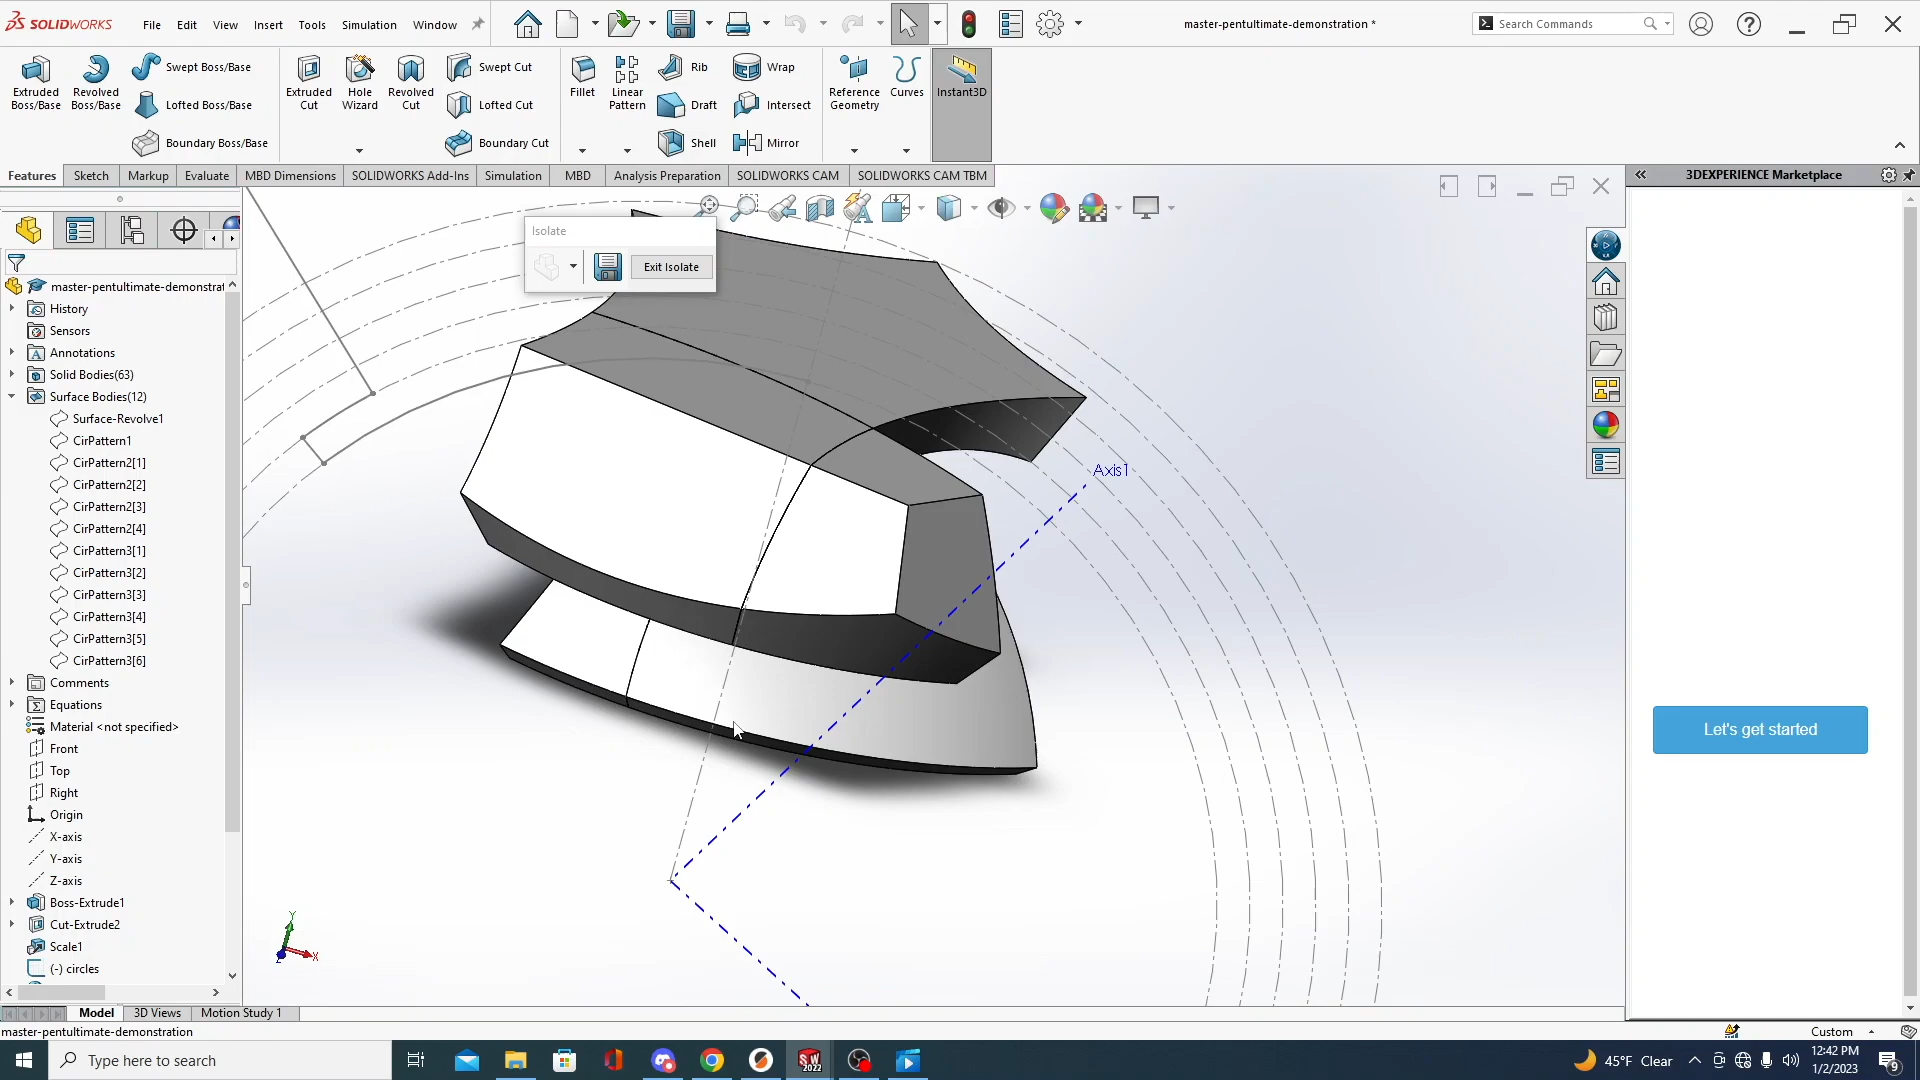 SOLIDWORKS File Edit View Insert Tools Simulation Window
master-pentultimate-demonstration *
Search Commands
Extruded Boss/Base
Revolved Boss/Base
Swept Boss/Base
Lofted Boss/Base
Boundary Boss/Base
Extruded Cut
Hole Wizard
Revolved Cut
Swept Cut
Lofted Cut
Boundary Cut
Fillet
Linear Pattern
Rib
Draft
Shell
Wrap
Intersect
Mirror
Reference Geometry
Curves
Instant3D
Features Sketch Markup Evaluate MBD Dimensions SOLIDWORKS Add-Ins Simulation MBD Analysis Preparation SOLIDWORKS CAM SOLIDWORKS CAM TBM
3DEXPERIENCE Marketplace
Isolate
Exit Isolate
master-pentultimate-demonstrat
History
Sensors
Annotations
Solid Bodies(63)
Surface Bodies(12)
Surface-Revolve1
CirPattern1
CirPattern2[1]
CirPattern2[2]
CirPattern2[3]
CirPattern2[4]
CirPattern3[1]
CirPattern3[2]
CirPattern3[3]
CirPattern3[4]
CirPattern3[5]
CirPattern3[6]
Comments
Equations
Material <not specified>
Front
Top
Right
Origin
X-axis
Y-axis
Z-axis
Boss-Extrude1
Cut-Extrude2
Scale1
(-) circles
Axis1
Y
X
Z
Let's get started
Model 3D Views Motion Study 1
master-pentultimate-demonstration
Custom
Type here to search
SW 2022
45°F Clear
12:42 PM
1/2/2023
9